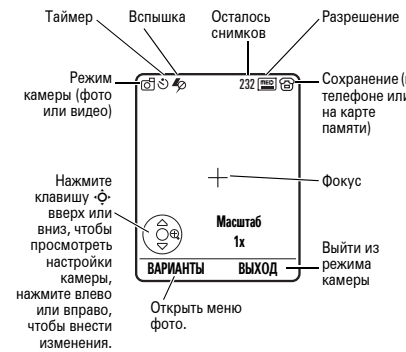 Таймер
Вспышка
Осталось
снимков
Разрешение
Режим
камеры (фото
или видео)
232
MED
Сохранение (
телефоне или
на карте
памяти)
Фокус
Нажмите
клавишу
вверх или
вниз, чтобы
просмотреть
настройки
камеры,
нажмите влево
или вправо,
чтобы внести
изменения.
Масштаб
1x
ВАРИАНТЫ
ВЫХОД
Открыть меню
фото.
Выйти из
режима
камеры